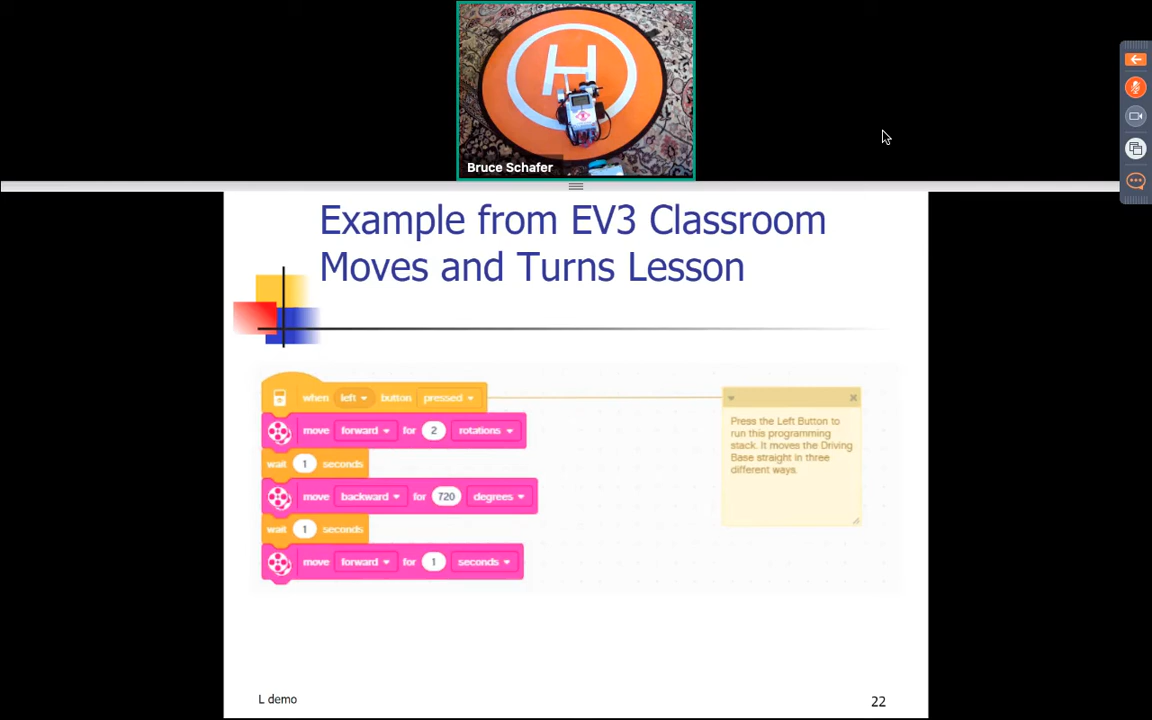 H
Bruce Schafer
Example from EV3 Classroom
Moves and Turns Lesson
when left button pressed
move forward for 2 rotations
wait 1 seconds
move backward for 720 degrees
wait 1 seconds
move forward for 1 seconds
Press the Left Button to
run this programming
stack. It moves the Driving
Base straight in three
different ways.
L demo
22